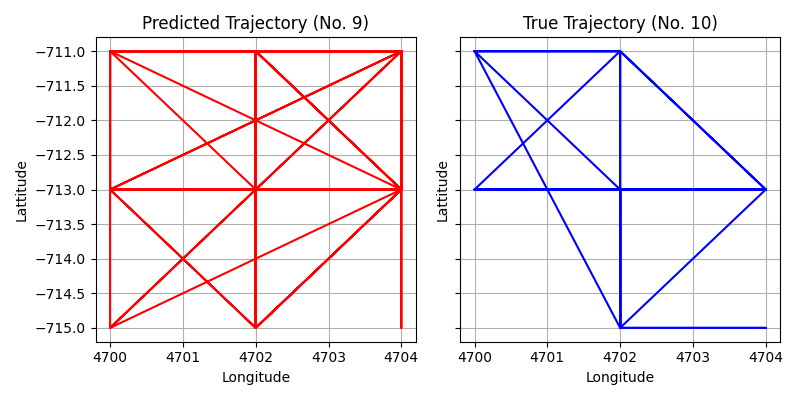 Predicted Trajectory (No. 9)
Lattitude
−711.0
−711.5
−712.0
−712.5
−713.0
−713.5
−714.0
−714.5
−715.0
4700 4701 4702 4703 4704
Longitude
True Trajectory (No. 10)
Lattitude
4700 4701 4702 4703 4704
Longitude